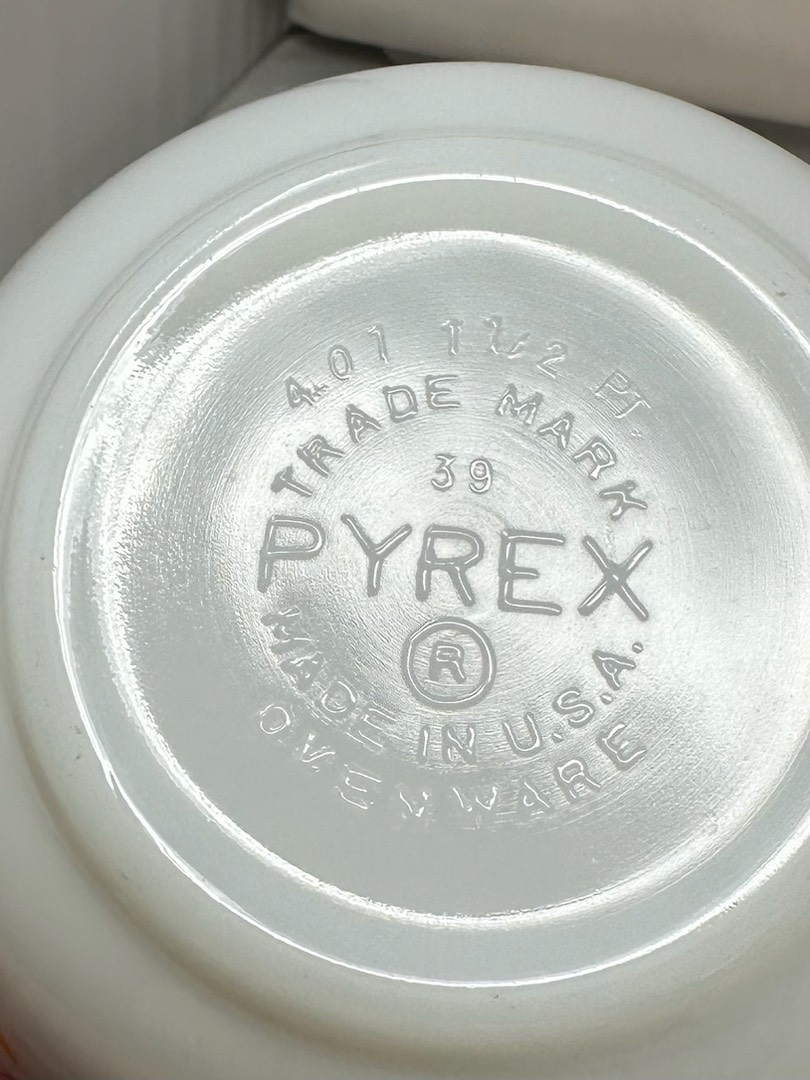 401 1 1/2 PT.
TRADE MARK
39
PYREX
®
MADE IN U.S.A.
OVENWARE